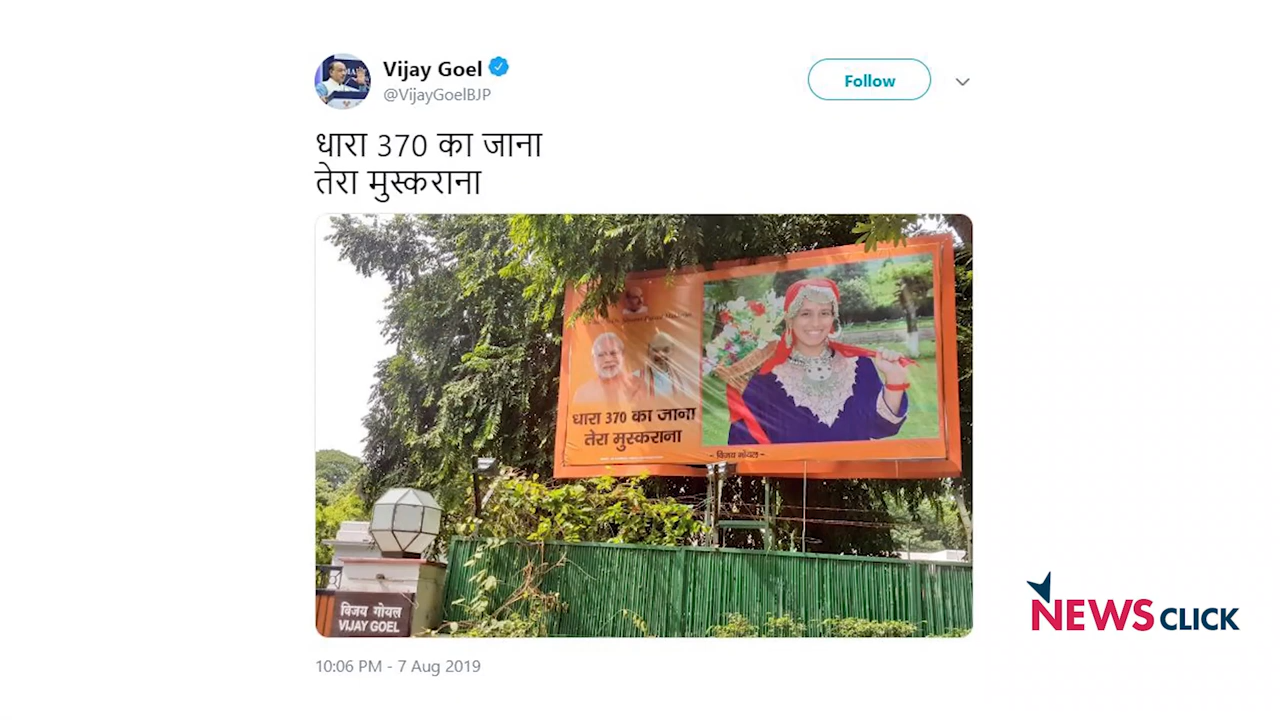 Vijay Goel
@VijayGoelBJP
Follow
धारा 370 का जाना
तेरा मुस्कराना
धारा 370 का जाना
तेरा मुस्कराना
- विजय गोयल -
विजय गोयल
VIJAY GOEL
NEWSCLICK
10:06 PM - 7 Aug 2019